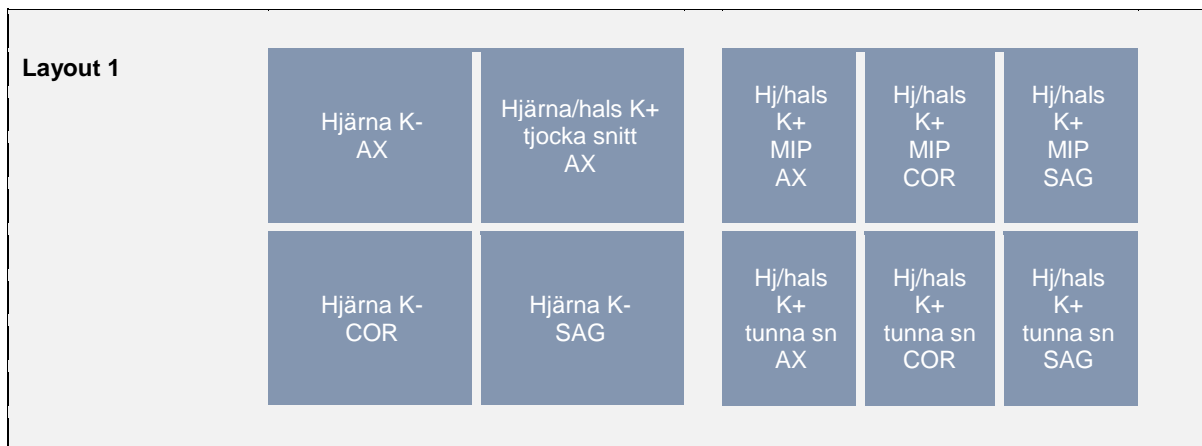 Layout 1
Hjärna K-
AX
Hjärna/hals K+
tjocka snitt
AX
Hj/hals
K+
MIP
AX
Hj/hals
K+
MIP
COR
Hj/hals
K+
MIP
SAG
Hjärna K-
COR
Hjärna K-
SAG
Hj/hals
K+
tunna sn
AX
Hj/hals
K+
tunna sn
COR
Hj/hals
K+
tunna sn
SAG